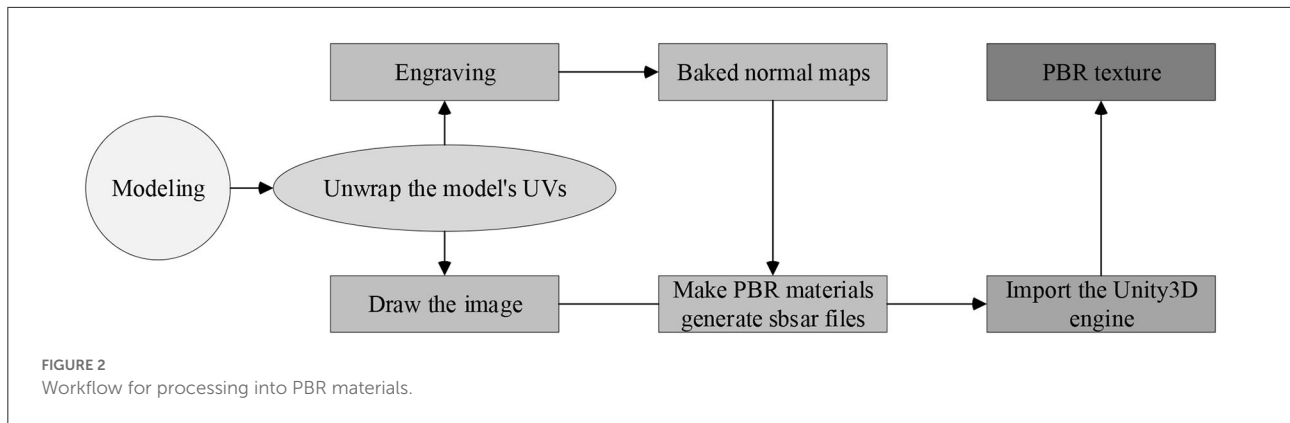 Engraving
Baked normal maps
PBR texture
Modeling
Unwrap the model's UVs
Draw the image
Make PBR materials
generate sbsar files
Import the Unity3D
engine
FIGURE 2
Workflow for processing into PBR materials.